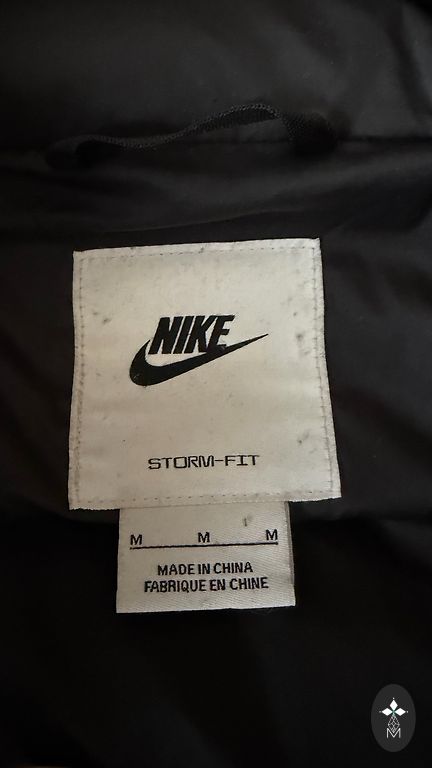 NIKE
STORM-FIT
M M M
MADE IN CHINA
FABRIQUE EN CHINE
M